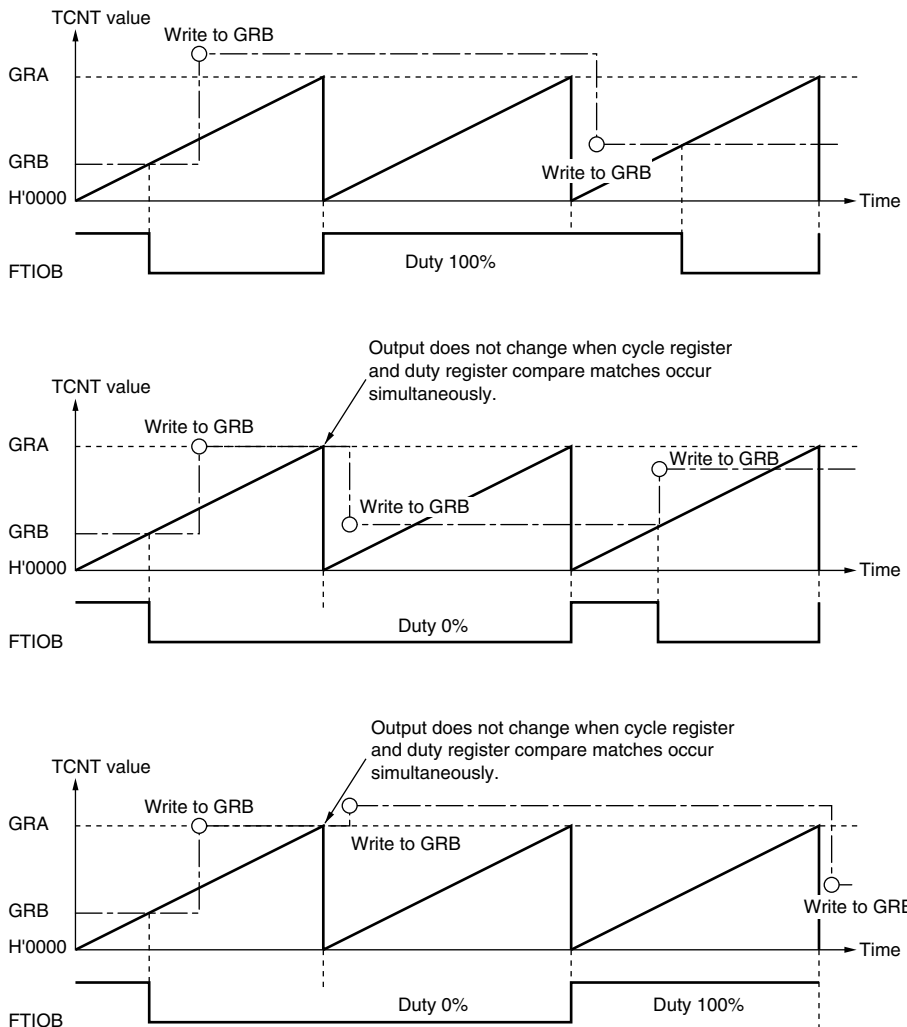 TCNT value
Write to GRB
GRA
GRB
Write to GRB
H'0000
Time
Duty 100%
FTIOB
Output does not change when cycle register
and duty register compare matches occur
simultaneously.
TCNT value
Write to GRB
GRA
Write to GRB
Write to GRB
GRB
H'0000
Time
Duty 0%
FTIOB
Output does not change when cycle register
and duty register compare matches occur
simultaneously.
TCNT value
Write to GRB
GRA
Write to GRB
GRB
Write to GRB
H'0000
Time
Duty 0%
Duty 100%
FTIOB